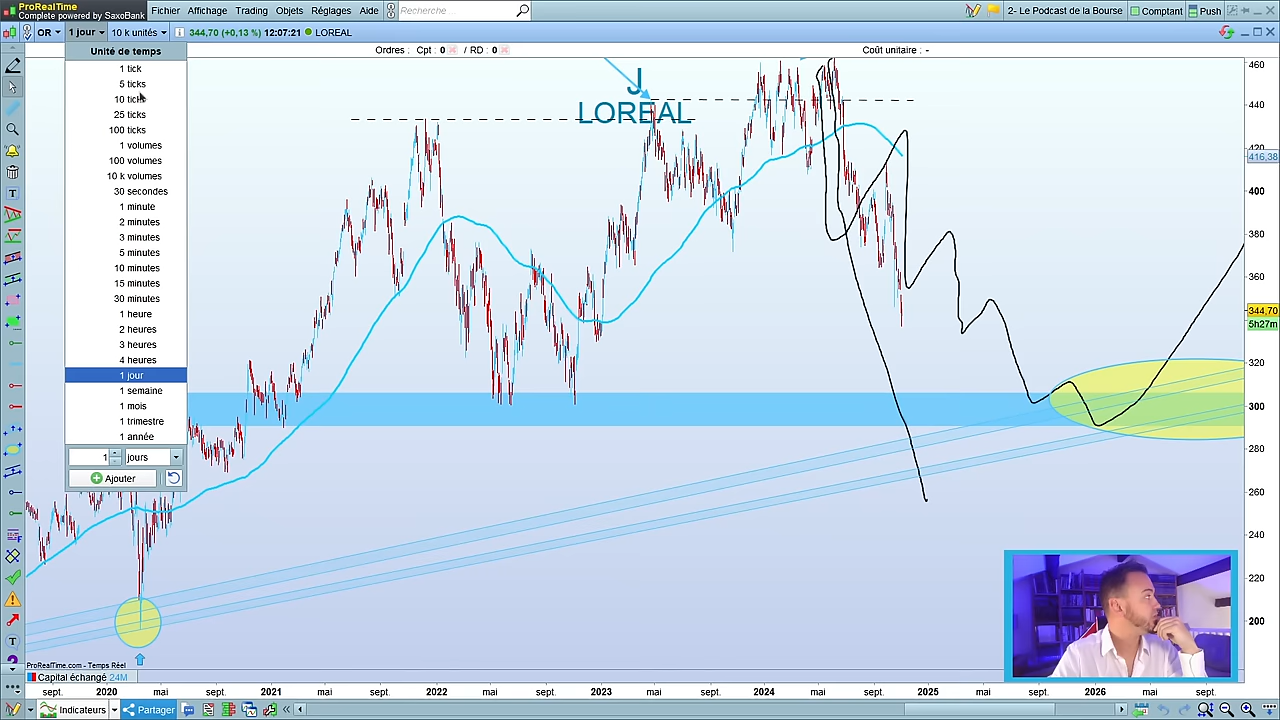 ProRealTime
Complete powered by SaxoBank
Fichier Affichage Trading Objets Réglages Aide
Recherche
2- Le Podcast de la Bourse
Comptant
Push
OR
1 jour
10 k unités
344,70 (+0,13 %) 12:07:21
LOREAL
Unité de temps
Ordres : Cpt : 0 / RD : 0
Coût unitaire : -
1 tick
5 ticks
10 ticks
25 ticks
100 ticks
1 volumes
100 volumes
10 k volumes
30 secondes
1 minute
2 minutes
3 minutes
5 minutes
10 minutes
15 minutes
30 minutes
1 heure
2 heures
3 heures
4 heures
1 jour
1 semaine
1 mois
1 trimestre
1 année
1 jours
Ajouter
J
LOREAL
460
440
420
416,38
400
380
360
344,70
5h27m
320
300
280
260
240
220
200
ProRealTime.com - Temps Réel
Capital échangé 24M
sept. 2020 mai sept. 2021 mai sept. 2022 mai sept. 2023 mai sept. 2024 mai sept. 2025 mai sept. 2026 mai sept.
Indicateurs
Partager